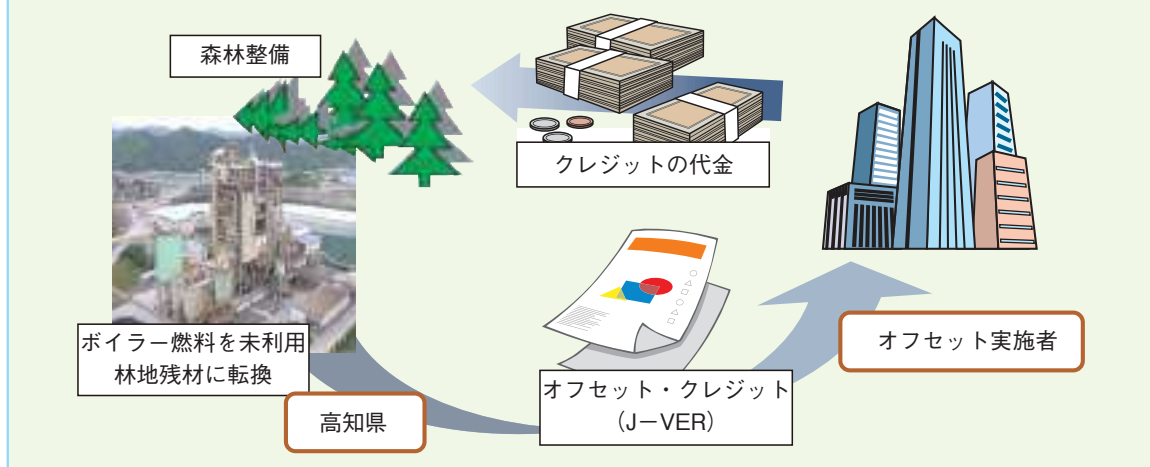 森林整備
クレジットの代金
ボイラー燃料を未利用
林地残材に転換
高知県
オフセット・クレジット
（J－VER）
オフセット実施者